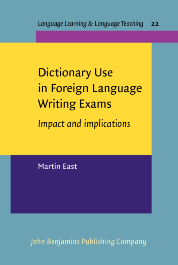 Language Learning & Language Teaching 22
Dictionary Use
in Foreign Language
Writing Exams
Impact and implications
Martin East
John Benjamins Publishing Company